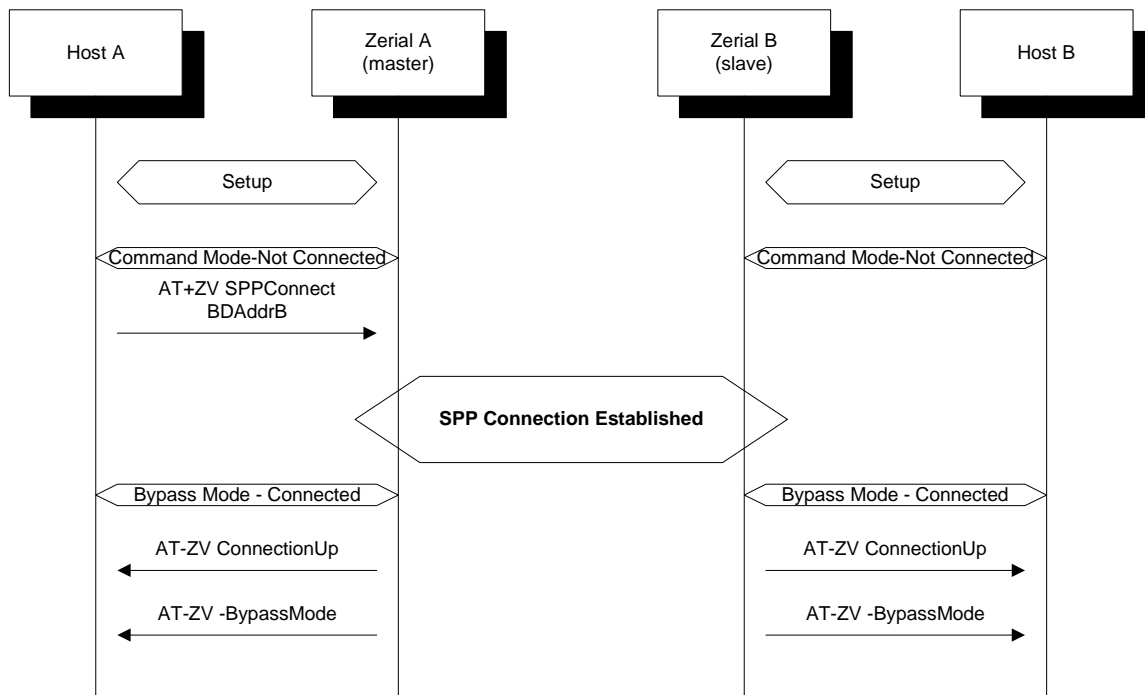 Host A
Zerial A
(master)
Zerial B
(slave)
Host B
Setup
Setup
Command Mode-Not Connected
Command Mode-Not Connected
AT+ZV SPPConnect
BDAddrB
SPP Connection Established
Bypass Mode - Connected
Bypass Mode - Connected
AT-ZV ConnectionUp
AT-ZV ConnectionUp
AT-ZV -BypassMode
AT-ZV -BypassMode